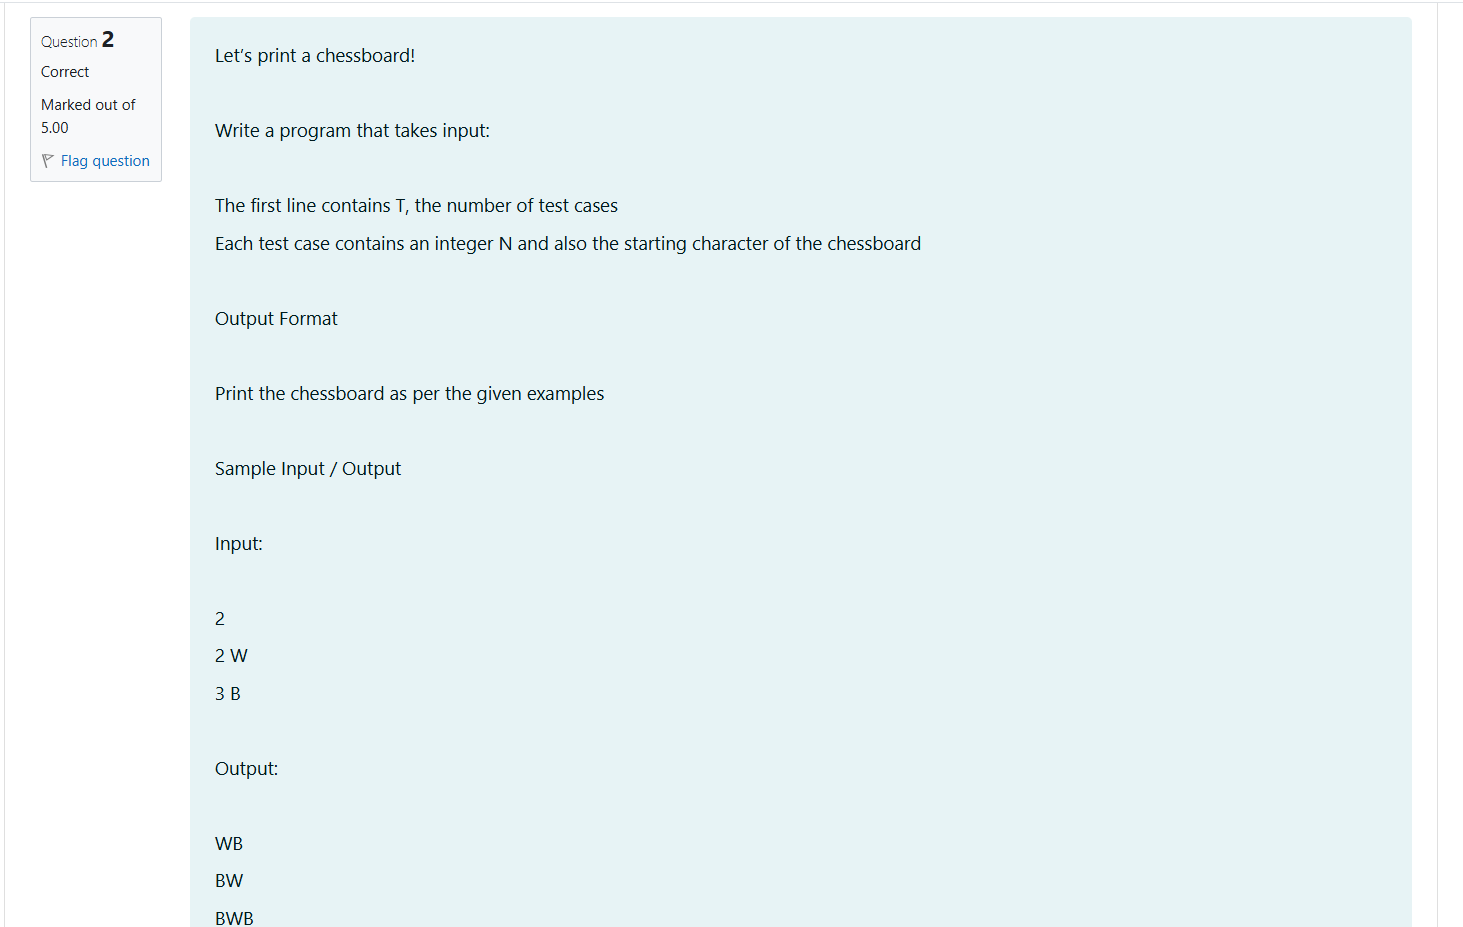 Question 2
Correct
Marked out of
5.00
Flag question
Let’s print a chessboard!
Write a program that takes input:
The first line contains T, the number of test cases
Each test case contains an integer N and also the starting character of the chessboard
Output Format
Print the chessboard as per the given examples
Sample Input / Output
Input:
2
2 W
3 B
Output:
WB
BW
BWB